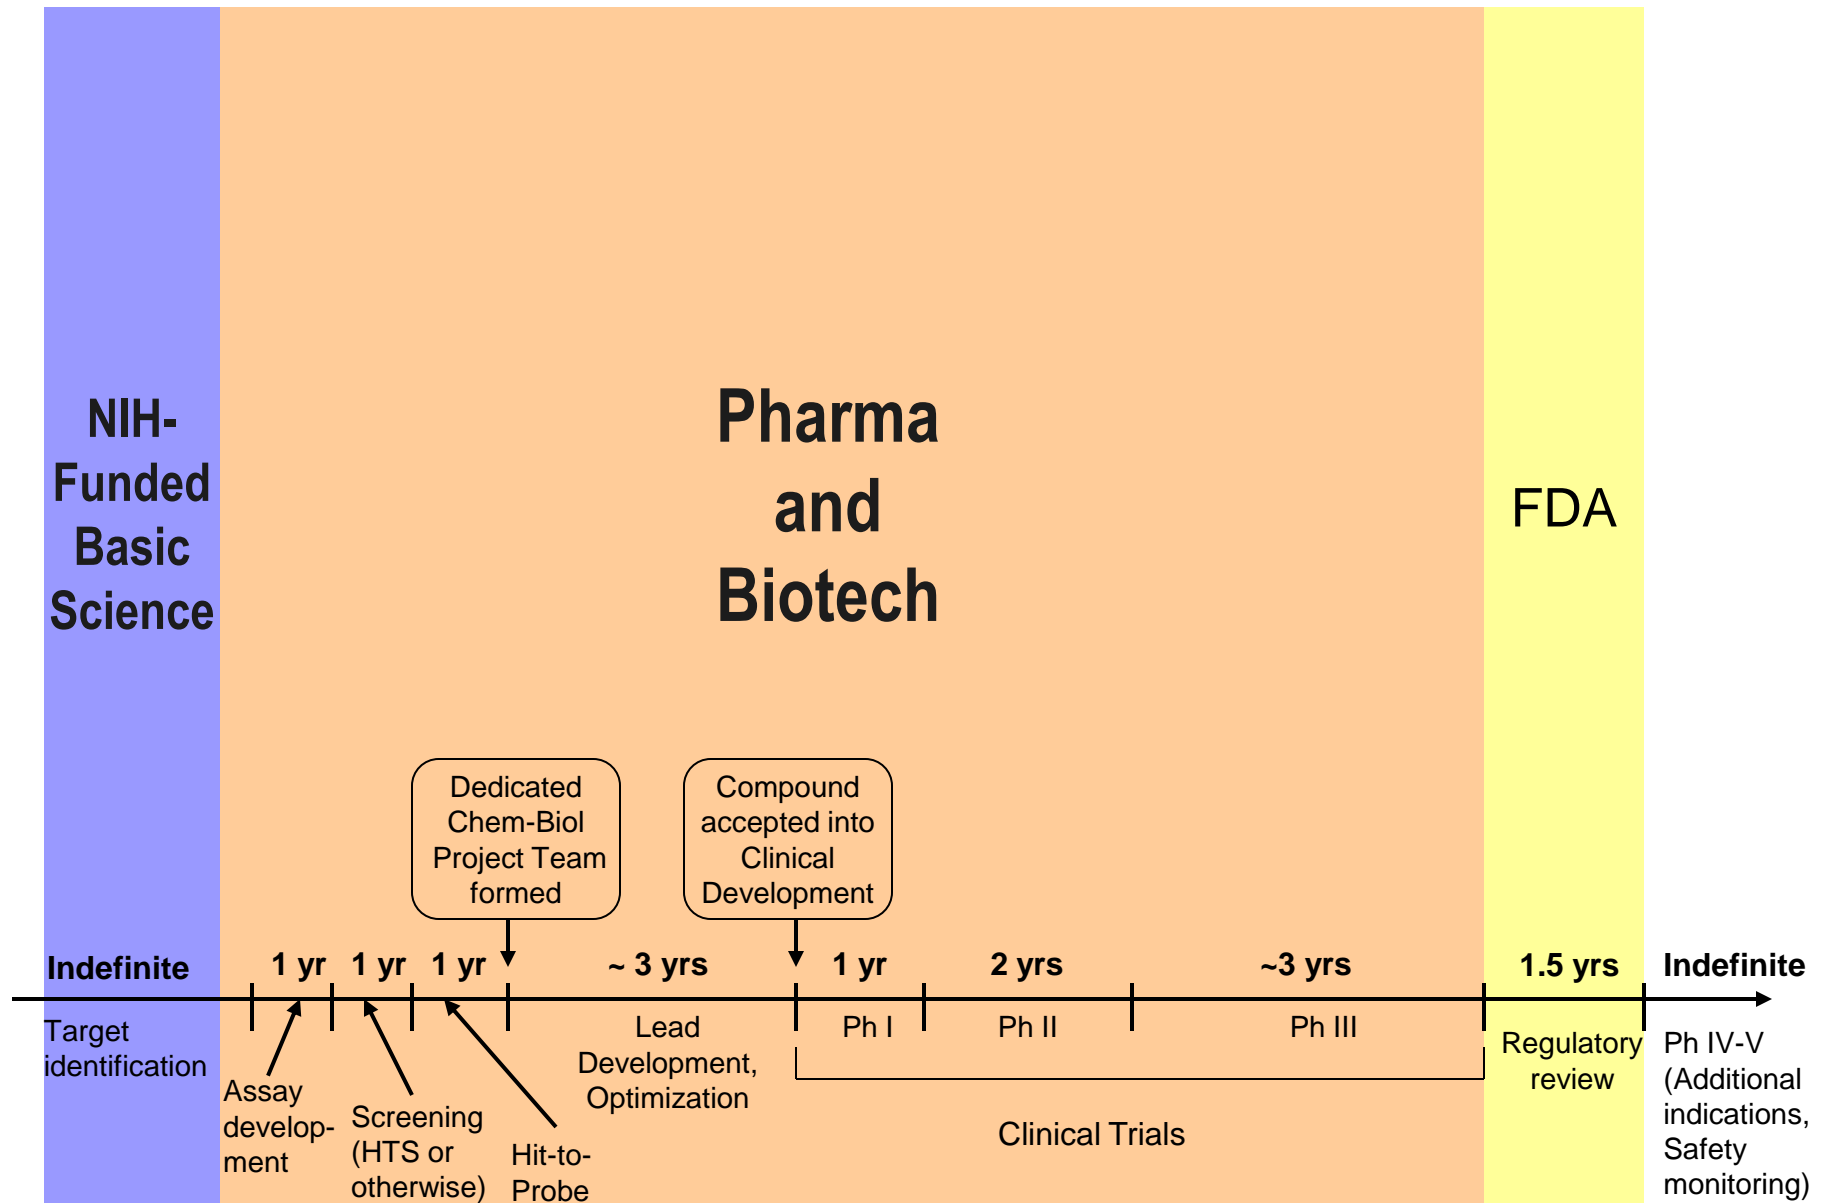 NIH-
Funded
Basic
Science
Pharma
and
Biotech
FDA
Dedicated
Chem-Biol
Project Team
formed
Compound
accepted into
Clinical
Development
Indefinite
1 yr
1 yr
1 yr
~ 3 yrs
1 yr
2 yrs
~3 yrs
1.5 yrs
Indefinite
Target
identification
Assay
develop-
ment
Screening
(HTS or
otherwise)
Hit-to-
Probe
Lead
Development,
Optimization
Ph I
Ph II
Ph III
Clinical Trials
Regulatory
review
Ph IV-V
(Additional
indications,
Safety
monitoring)